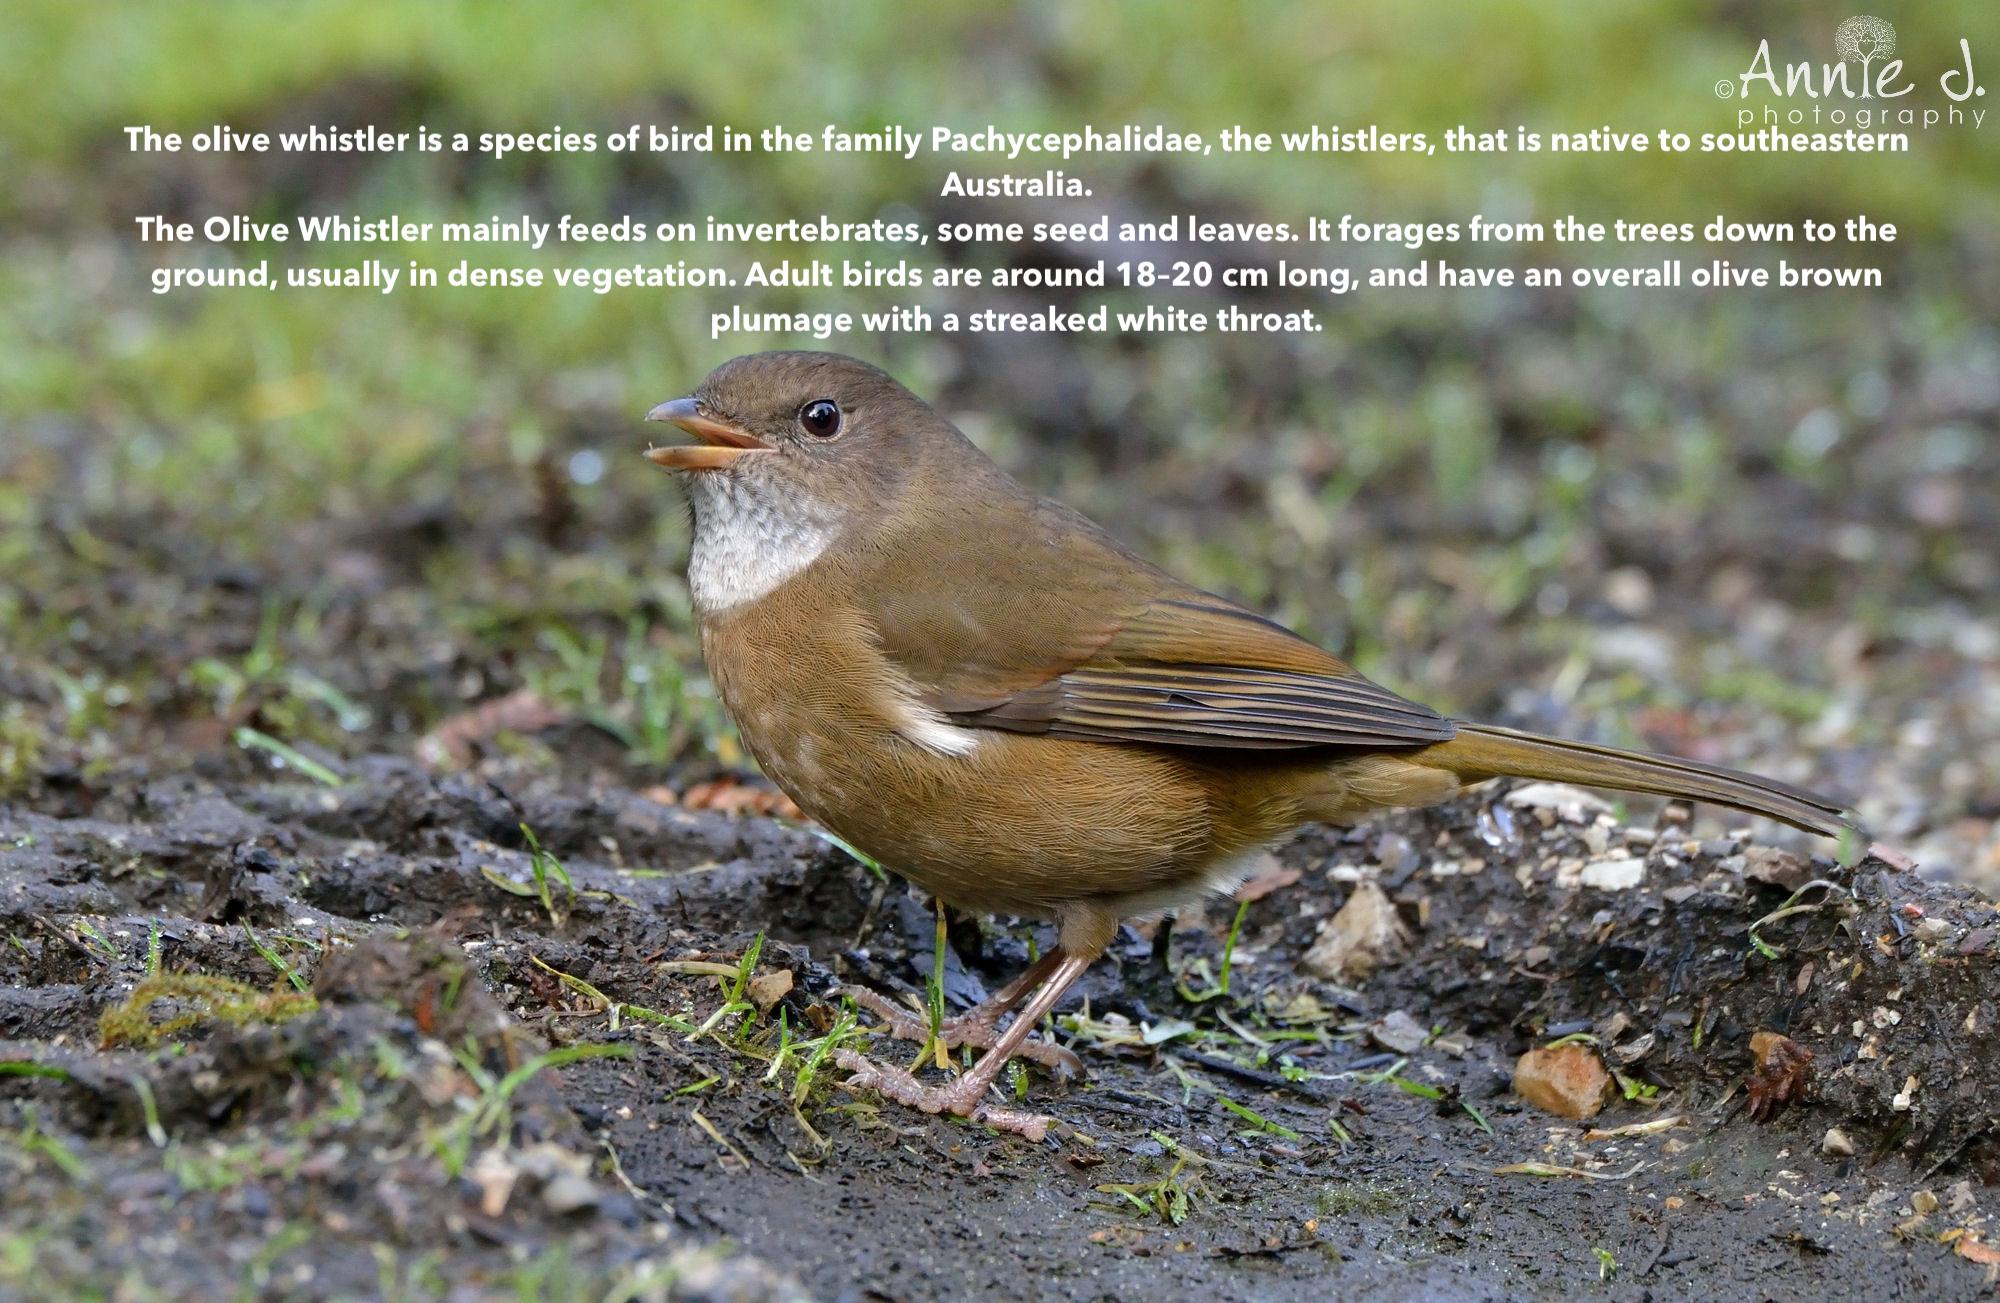 © Annie J.
photography
The olive whistler is a species of bird in the family Pachycephalidae, the whistlers, that is native to southeastern
Australia.
The Olive Whistler mainly feeds on invertebrates, some seed and leaves. It forages from the trees down to the
ground, usually in dense vegetation. Adult birds are around 18–20 cm long, and have an overall olive brown
plumage with a streaked white throat.